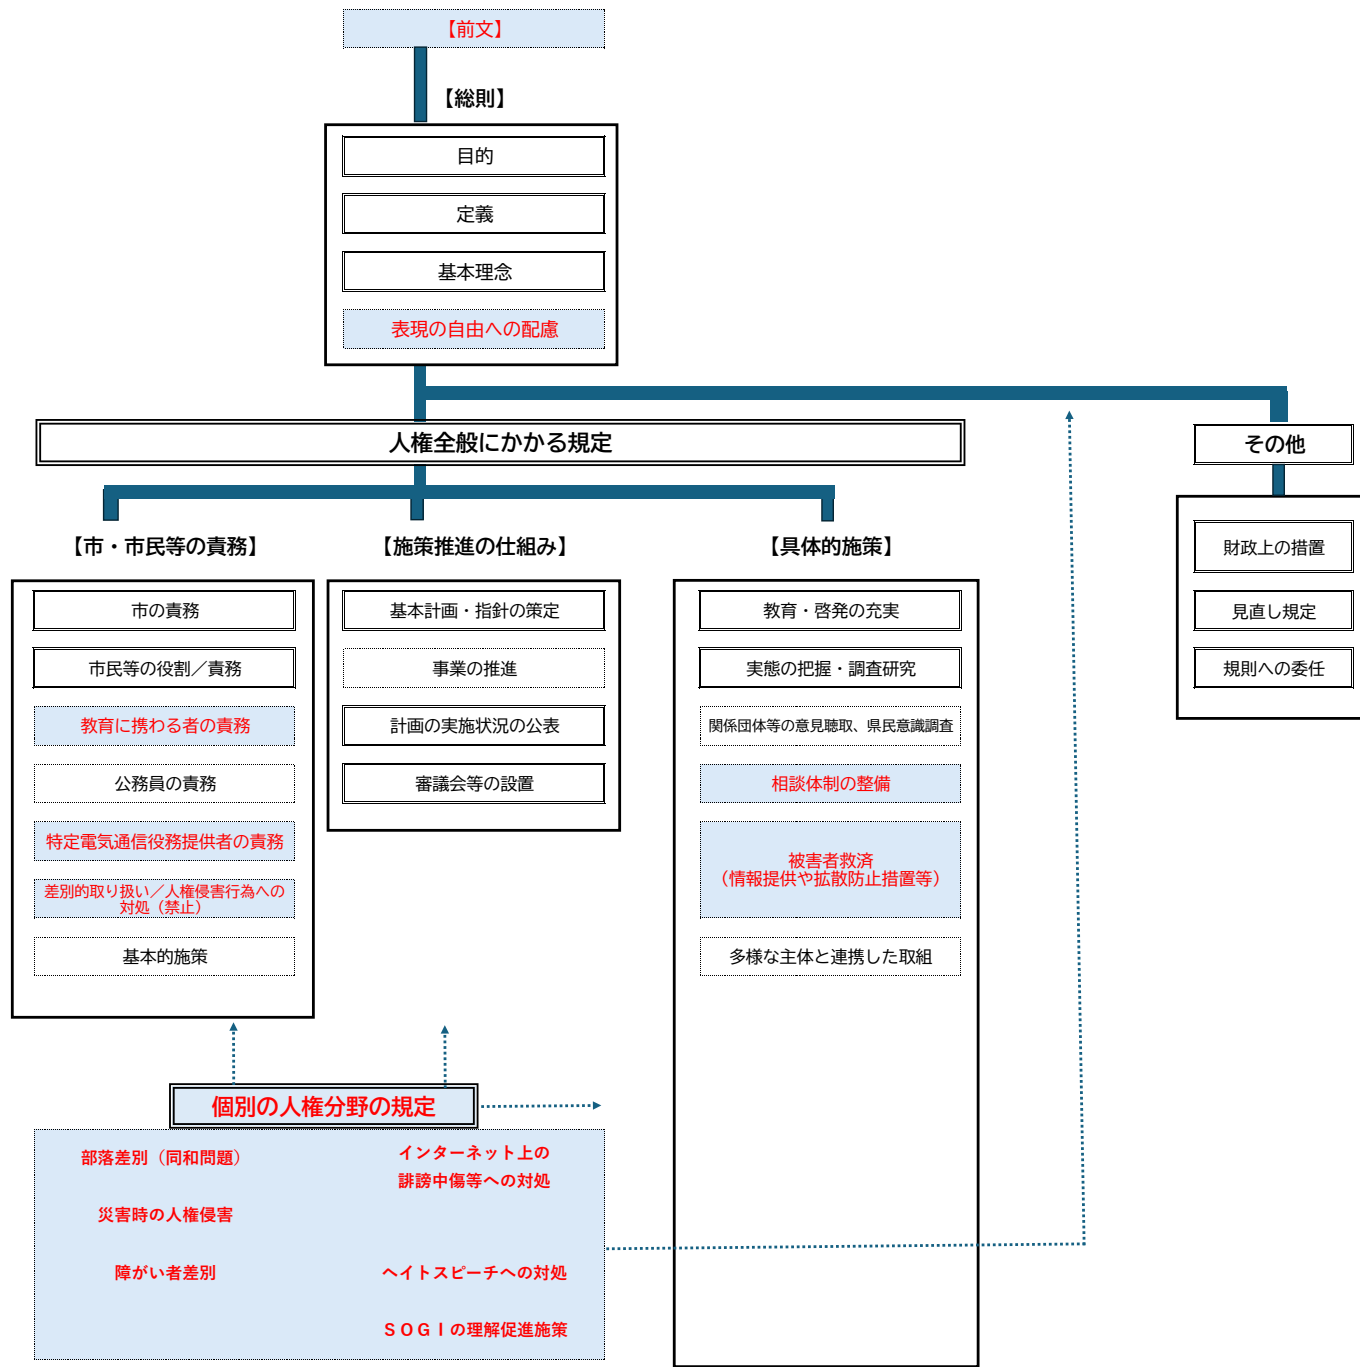 【前文】
【総則】
目的
定義
基本理念
表現の自由への配慮
人権全般にかかる規定
その他
【市・市民等の責務】
市の責務
市民等の役割／責務
教育に携わる者の責務
公務員の責務
特定電気通信役務提供者の責務
差別的取り扱い／人権侵害行為への
対処（禁止）
基本的施策
【施策推進の仕組み】
基本計画・指針の策定
事業の推進
計画の実施状況の公表
審議会等の設置
【具体的施策】
教育・啓発の充実
実態の把握・調査研究
関係団体等の意見聴取、県民意識調査
相談体制の整備
被害者救済
（情報提供や拡散防止措置等）
多様な主体と連携した取組
財政上の措置
見直し規定
規則への委任
個別の人権分野の規定
部落差別（同和問題）
災害時の人権侵害
障がい者差別
インターネット上の
誹謗中傷等への対処
ヘイトスピーチへの対処
ＳＯＧＩの理解促進施策